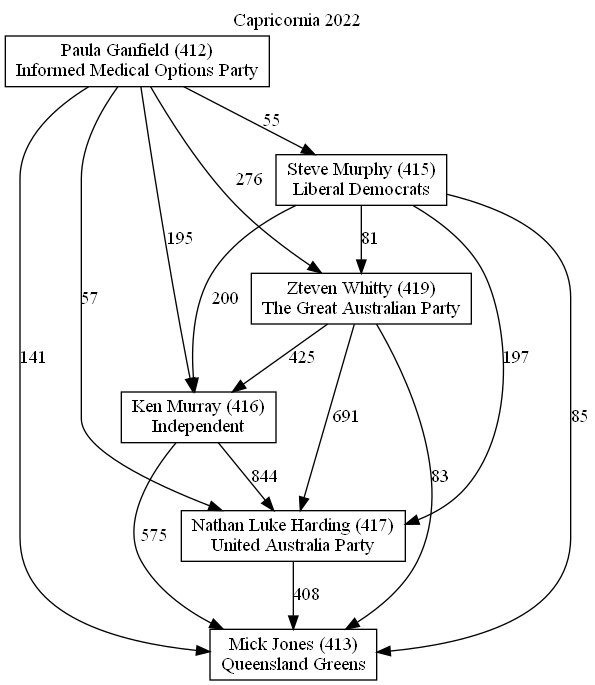 Capricornia 2022
Paula Ganfield (412)
Informed Medical Options Party
55
Steve Murphy (415)
Liberal Democrats
276
195
81
Zteven Whitty (419)
The Great Australian Party
57
200
141
425
197
Ken Murray (416)
Independent
691
85
844
83
Nathan Luke Harding (417)
United Australia Party
575
408
Mick Jones (413)
Queensland Greens